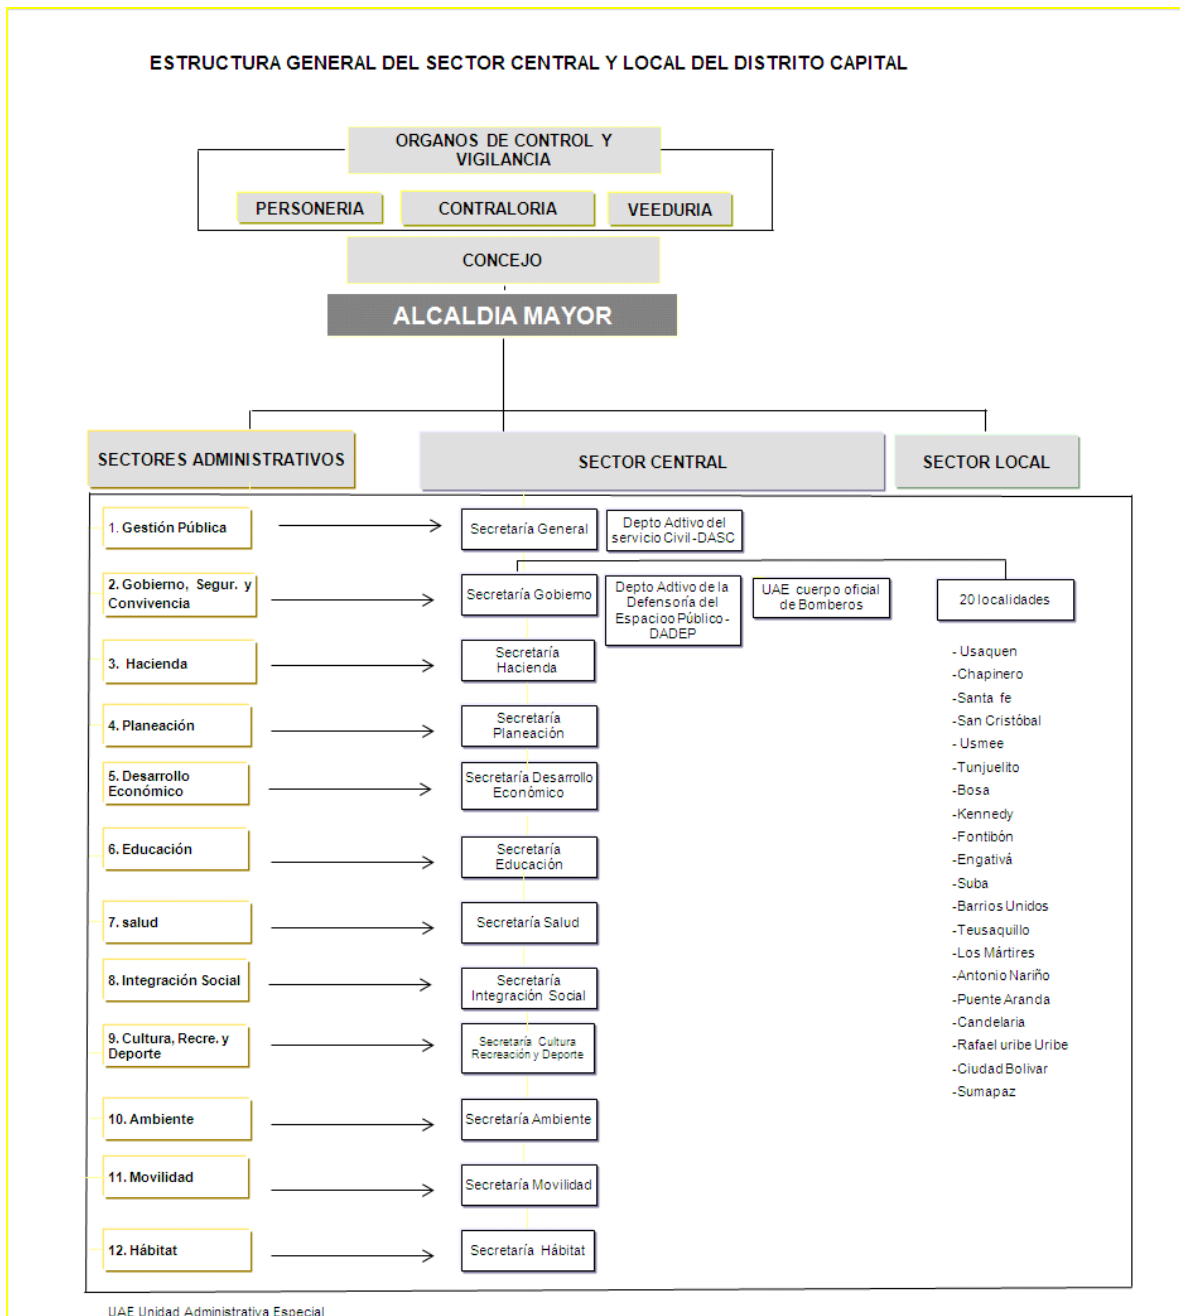 ESTRUCTURA GENERAL DEL SECTOR CENTRAL Y LOCAL DEL DISTRITO CAPITAL
ORGANOS DE CONTROL Y
VIGILANCIA
PERSONERIA
CONTRALORIA
VEEDURIA
CONCEJO
ALCALDIA MAYOR
SECTORES ADMINISTRATIVOS
SECTOR CENTRAL
SECTOR LOCAL
1. Gestión Pública
Secretaría General
Depto Adtivo del
servicio Civil -DASC
2. Gobierno, Segur. y
Convivencia
Secretaría Gobierno
Depto Adtivo de la
Defensoría del
Espacioo Público -
DADEP
UAE cuerpo oficial
de Bomberos
20 localidades
3. Hacienda
Secretaría
Hacienda
4. Planeación
Secretaría
Planeación
5. Desarrollo
Económico
Secretaría Desarrollo
Económico
6. Educación
Secretaría
Educación
7. salud
Secretaría Salud
8. Integración Social
Secretaría
Integración Social
9. Cultura, Recre. y
Deporte
Secretaría Cultura
Recreación y Deporte
10. Ambiente
Secretaría Ambiente
11. Movilidad
Secretaría Movilidad
12. Hábitat
Secretaría Hábitat
- Usaquen
-Chapinero
-Santa fe
-San Cristóbal
- Usmee
-Tunjuelito
-Bosa
-Kennedy
-Fontibón
-Engativá
-Suba
-Barrios Unidos
-Teusaquillo
-Los Mártires
-Antonio Nariño
-Puente Aranda
-Candelaria
-Rafael uribe Uribe
-Ciudad Bolivar
-Sumapaz
UAE Unidad Administrativa Especial